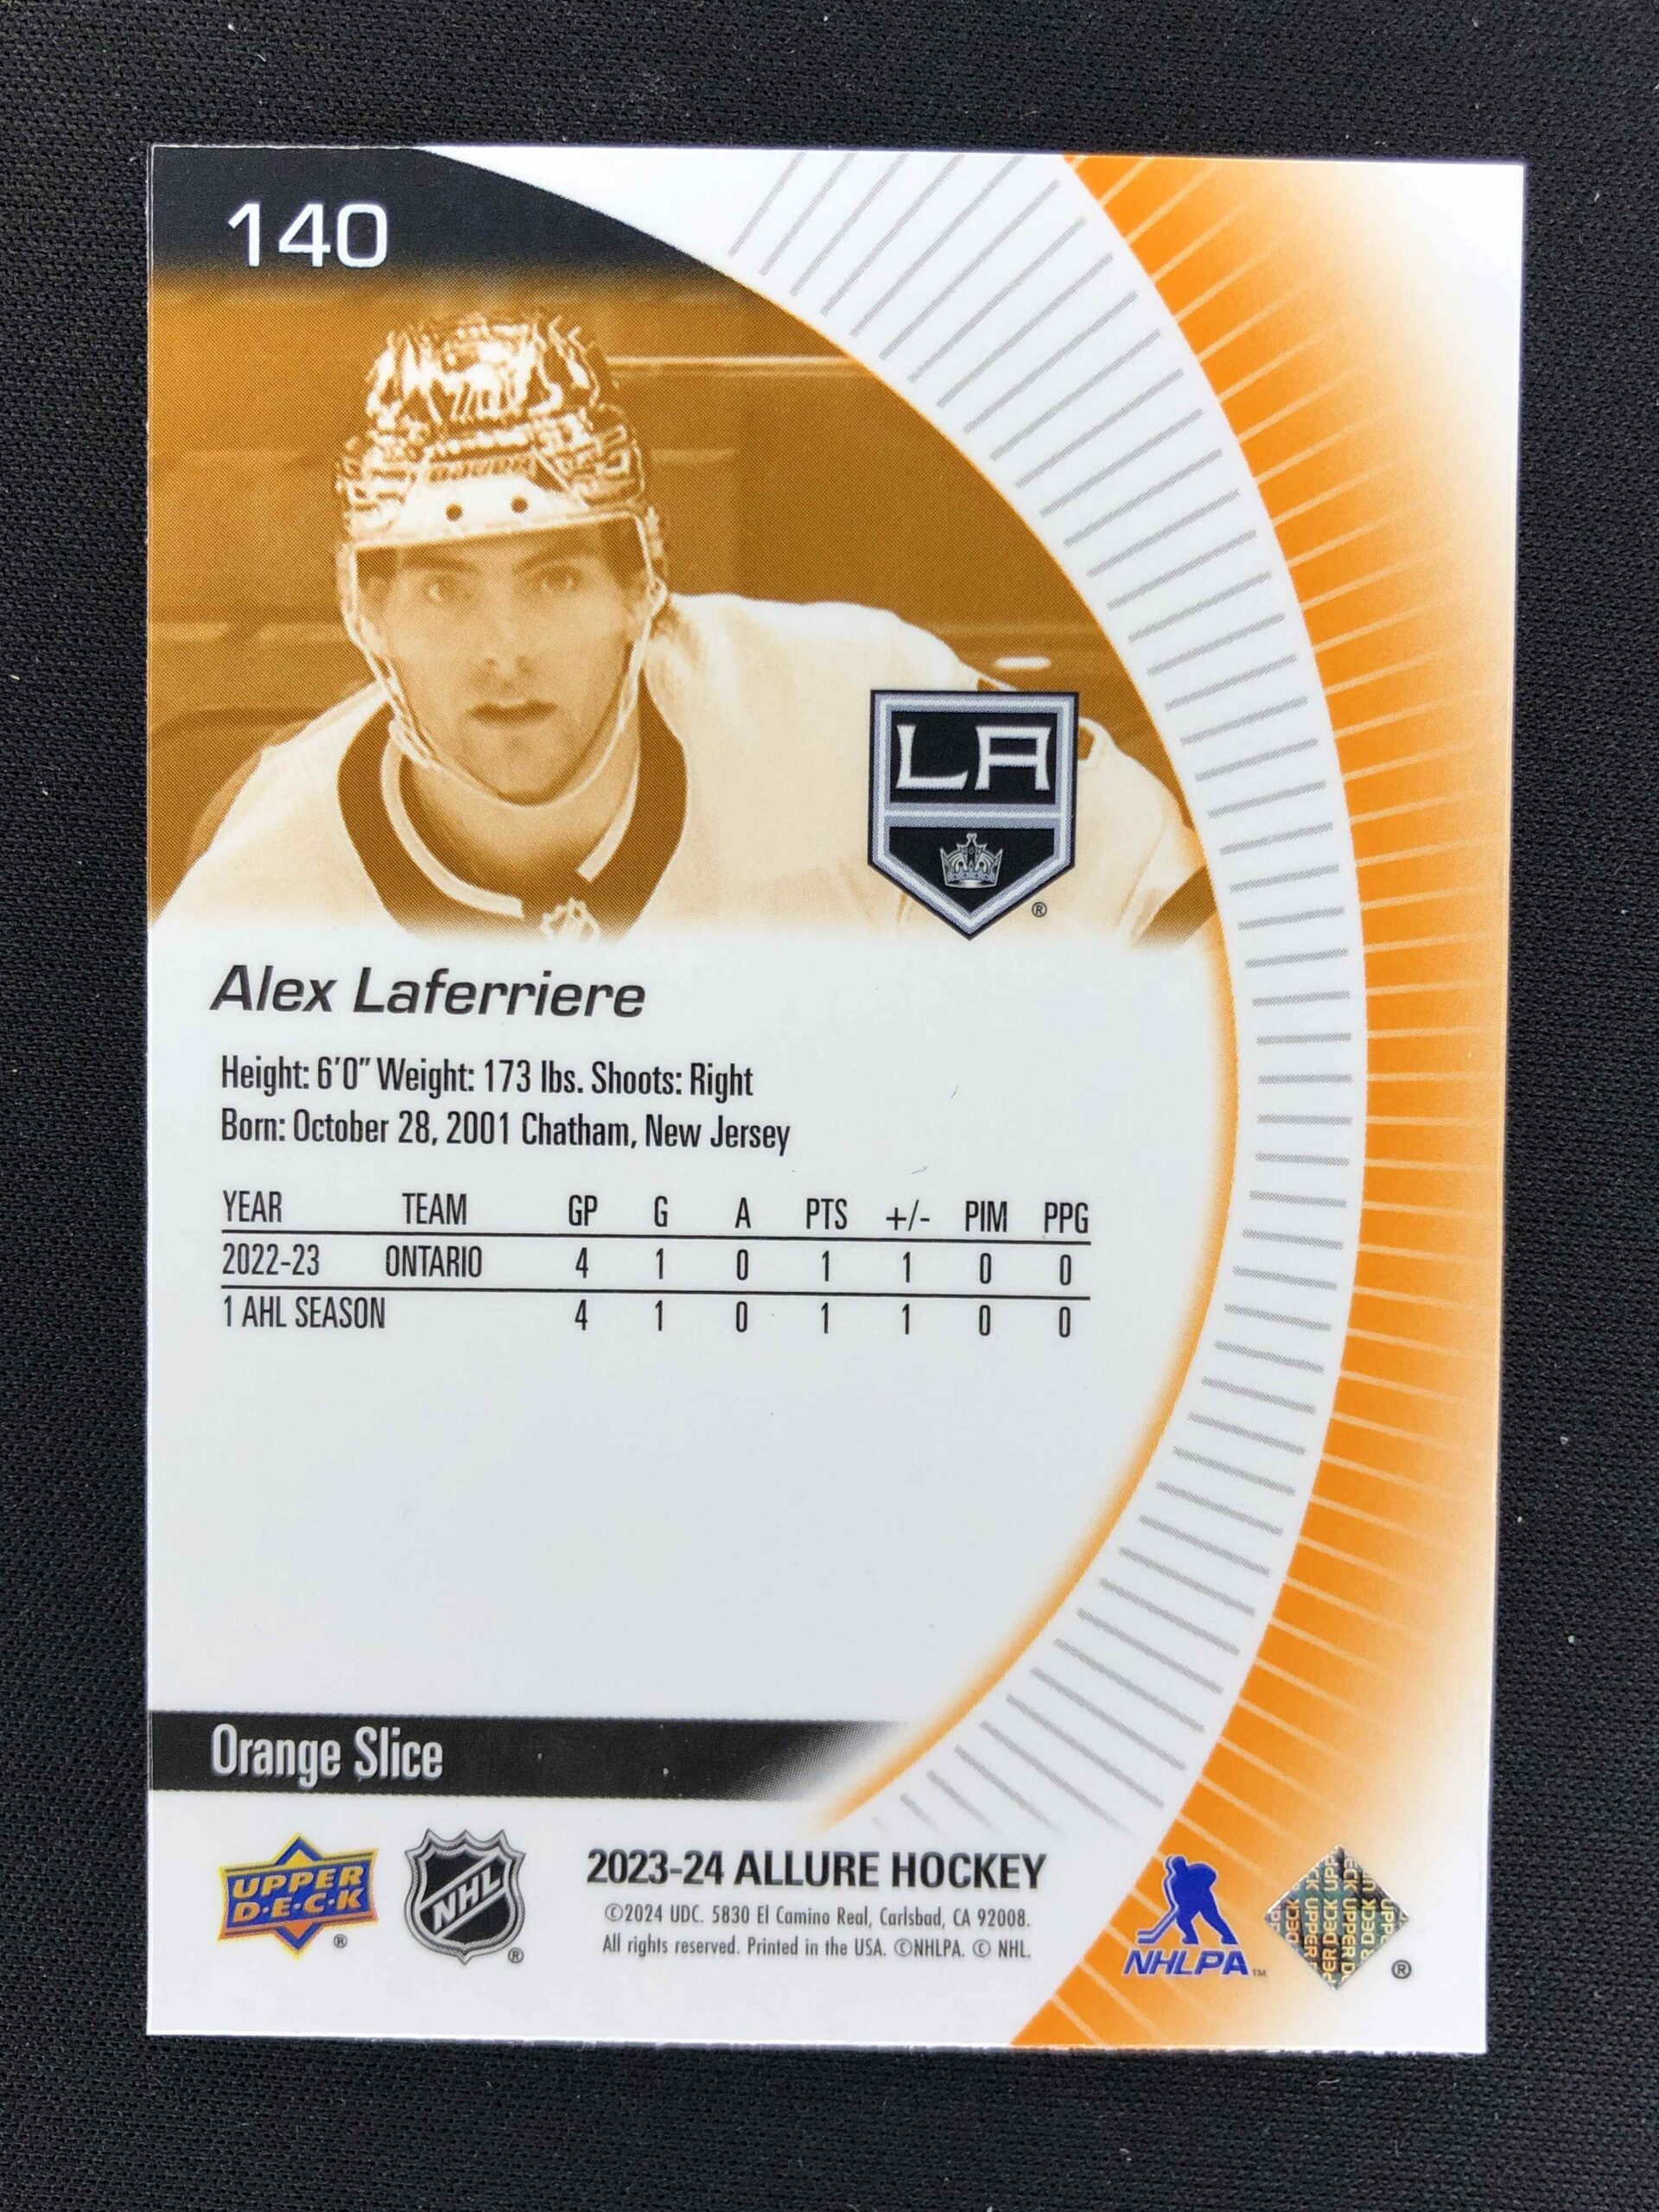 140
BAUER
LA
®
Alex Laferriere
Height: 6'0" Weight: 173 lbs. Shoots: Right
Born: October 28, 2001 Chatham, New Jersey
YEAR TEAM GP G A PTS +/- PIM PPG
2022-23 ONTARIO 4 1 0 1 1 0 0
1 AHL SEASON 4 1 0 1 1 0 0
Orange Slice
UPPER
D·E·C·K
®
NHL
®
2023-24 ALLURE HOCKEY
©2024 UDC. 5830 El Camino Real, Carlsbad, CA 92008.
All rights reserved. Printed in the USA. ©NHLPA. © NHL.
NHLPA™
UPPER DECK
®